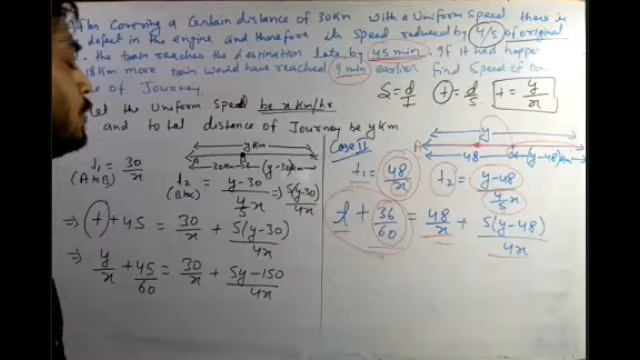 After Covering a Certain distance of 30Km with a Uniform Speed there is
defect in the engine and therefore its speed reduced by 4/5 of original
the train reaches the destination late by 45 min. If it had happe
18Km more train would have reached 9 min earlier find Speed of
of Journey.
S = d/T t = d/S t = y/x
Let the Uniform Speed be x km/hr
and total distance of Journey be y Km.
y Km
A
30Km (y-30)Km
t₁ = 30/x
(A to B)
t₂ = y-30 / 4/5 x => 5(y-30)/4x
=> t + 45 = 30/x + 5(y-30)/4x
=> y/x + 45/60 = 30/x + 5y-150/4x
Case II
y
A
48 (y-48)Km
t₁ = 48/x
t₂ = y-48 / 4/5 x
t + 36/60 = 48/x + 5(y-48)/4x